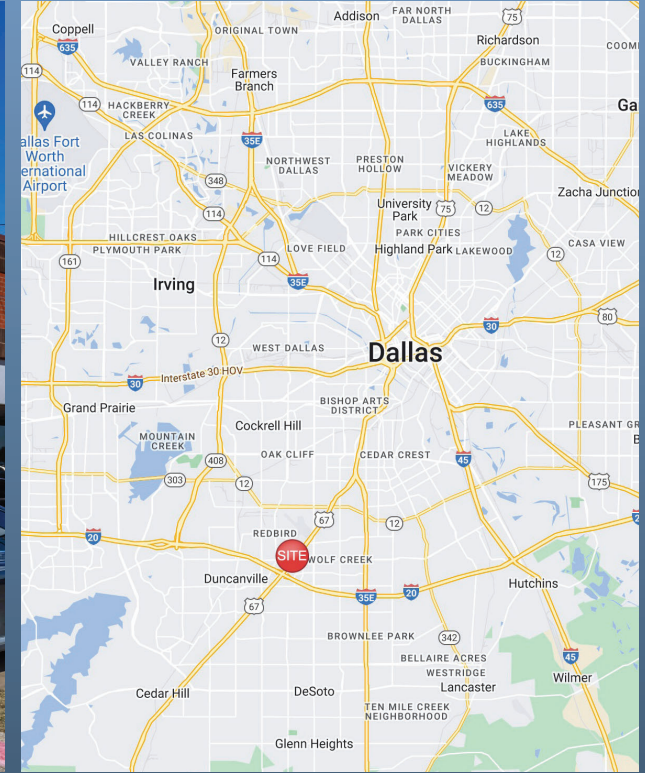 FAR NORTH
DALLAS
Addison
75
Coppell
ORIGINAL TOWN
Richardson
635
VALLEY RANCH
BUCKINGHAM
114
Farmers
Branch
114
HACKBERRY
CREEK
635
Ga
LAS COLINAS
35E
LAKE
HIGHLANDS
allas Fort
Worth
ernational
Airport
NORTHWEST
DALLAS
PRESTON
HOLLOW
VICKERY
MEADOW
348
Zacha Junction
114
University
Park
75
12
PARK CITIES
HILLCREST OAKS
PLYMOUTH PARK
LOVE FIELD
Highland Park
LAKEWOOD
CASA VIEW
161
114
12
Irving
35E
30
80
12
WEST DALLAS
Dallas
30
Interstate 30 HOV
Grand Prairie
BISHOP ARTS
DISTRICT
Cockrell Hill
PLEASANT GR
MOUNTAIN
CREEK
OAK CLIFF
CEDAR CREST
45
408
303
12
175
67
12
20
REDBIRD
SITE
WOLF CREEK
Duncanville
Hutchins
67
35E
20
BROWNLEE PARK
342
BELLAIRE ACRES
45
WESTRIDGE
Lancaster
Wilmer
Cedar Hill
DeSoto
TEN MILE CREEK
NEIGHBORHOOD
Glenn Heights